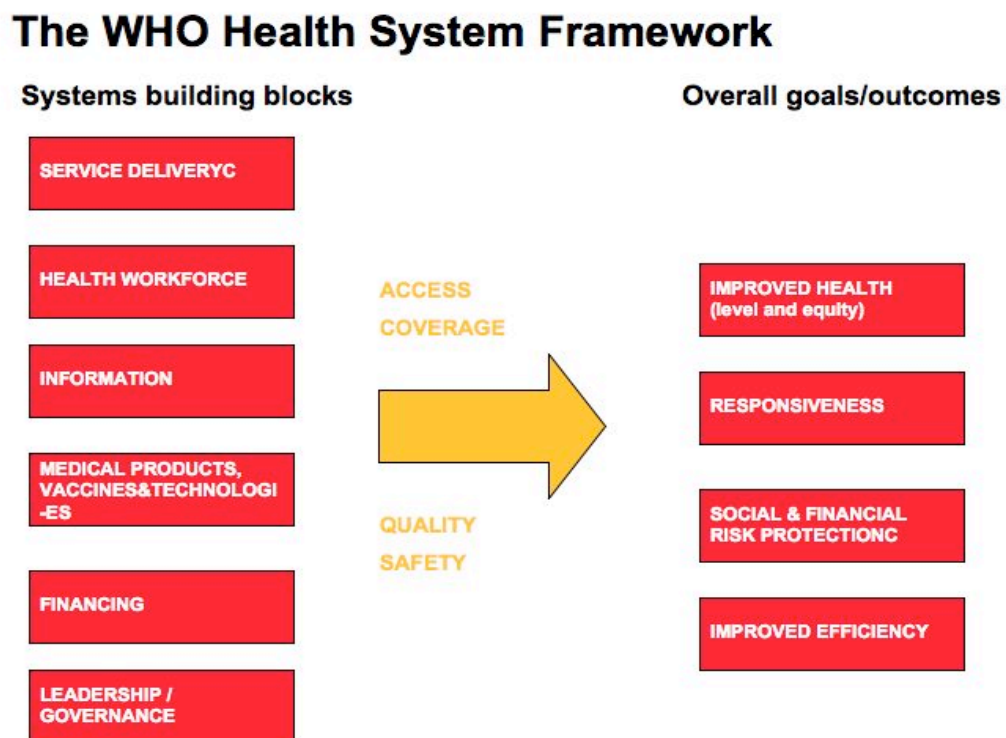 The WHO Health System Framework
Systems building blocks
Overall goals/outcomes
SERVICE DELIVERYC
HEALTH WORKFORCE
INFORMATION
MEDICAL PRODUCTS,
VACCINES&TECHNOLOGI
-ES
FINANCING
LEADERSHIP /
GOVERNANCE
ACCESS
COVERAGE
QUALITY
SAFETY
IMPROVED HEALTH
(level and equity)
RESPONSIVENESS
SOCIAL & FINANCIAL
RISK PROTECTIONC
IMPROVED EFFICIENCY